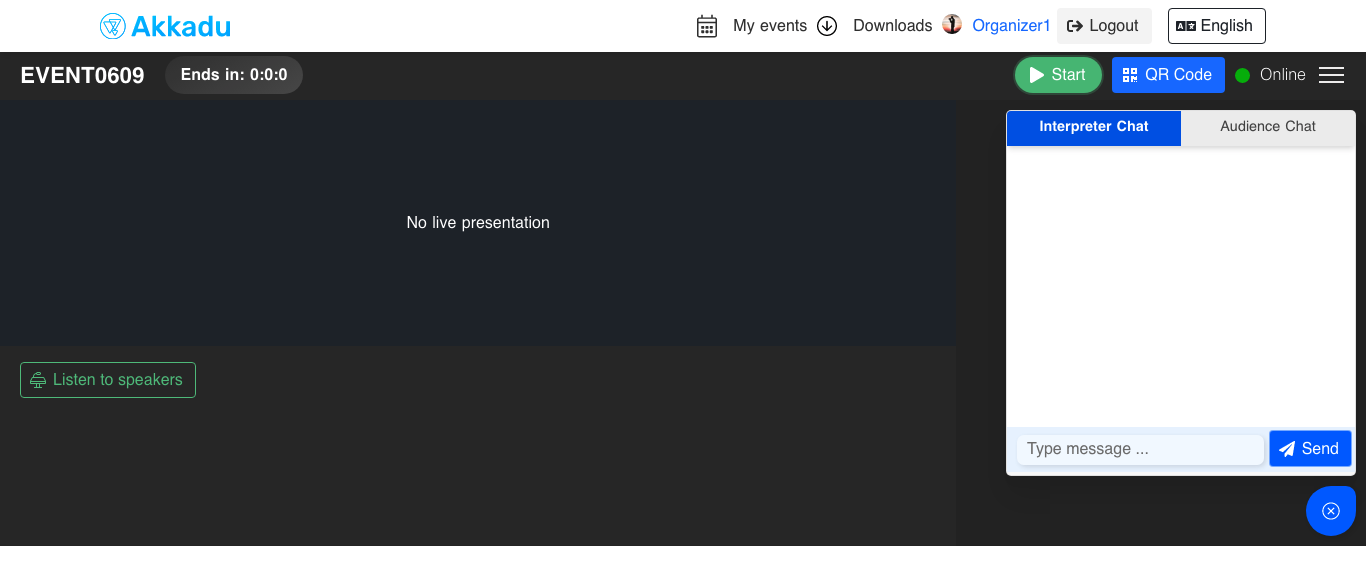 Akkadu
My events
Downloads
Organizer1
Logout
English
EVENT0609
Ends in: 0:0:0
Start
QR Code
Online
Interpreter Chat
Audience Chat
No live presentation
Listen to speakers
Type message ...
Send